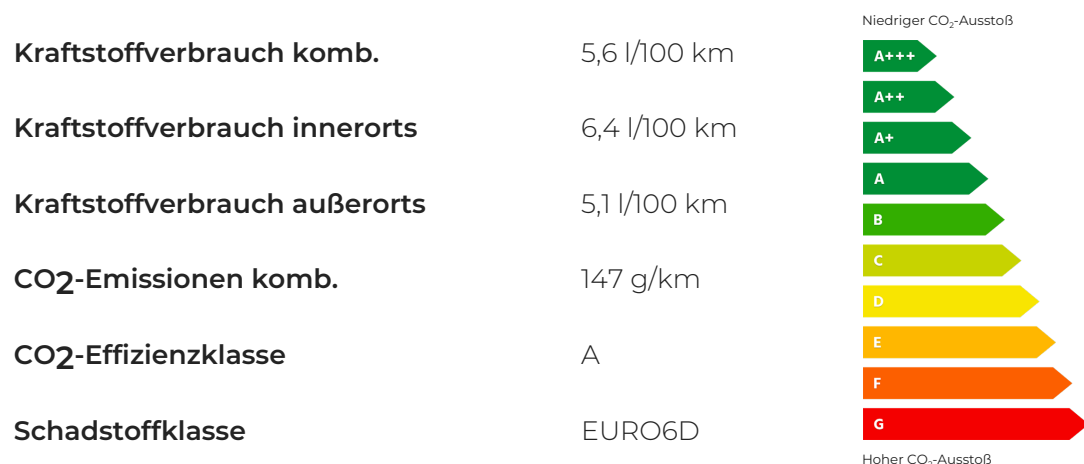 Niedriger CO₂-Ausstoß
Kraftstoffverbrauch komb. 5,6 l/100 km
A+++
A++
Kraftstoffverbrauch innerorts 6,4 l/100 km
A+
A
Kraftstoffverbrauch außerorts 5,1 l/100 km
B
C
CO2-Emissionen komb. 147 g/km
D
E
CO2-Effizienzklasse A
F
Schadstoffklasse EURO6D
G
Hoher CO₂-Ausstoß